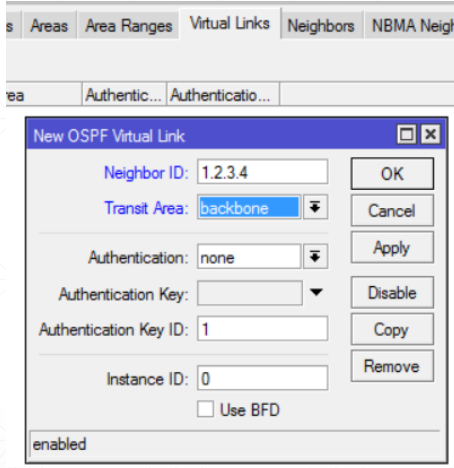 s Areas Area Ranges Virtual Links Neighbors NBMA Neigh
rea Authentic... Authenticatio...
New OSPF Virtual Link
Neighbor ID: 1.2.3.4 OK
Transit Area: backbone Cancel
Authentication: none Apply
Authentication Key: Disable
Authentication Key ID: 1 Copy
Instance ID: 0 Remove
Use BFD
enabled